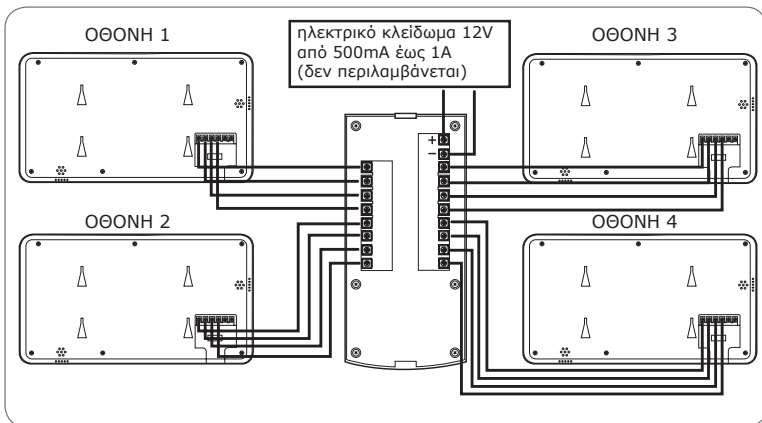 ΟΘΟΝΗ 1
ηλεκτρικό κλείδωμα 12V
από 500mA έως 1A
(δεν περιλαμβάνεται)
ΟΘΟΝΗ 3
+
−
ΟΘΟΝΗ 2
ΟΘΟΝΗ 4